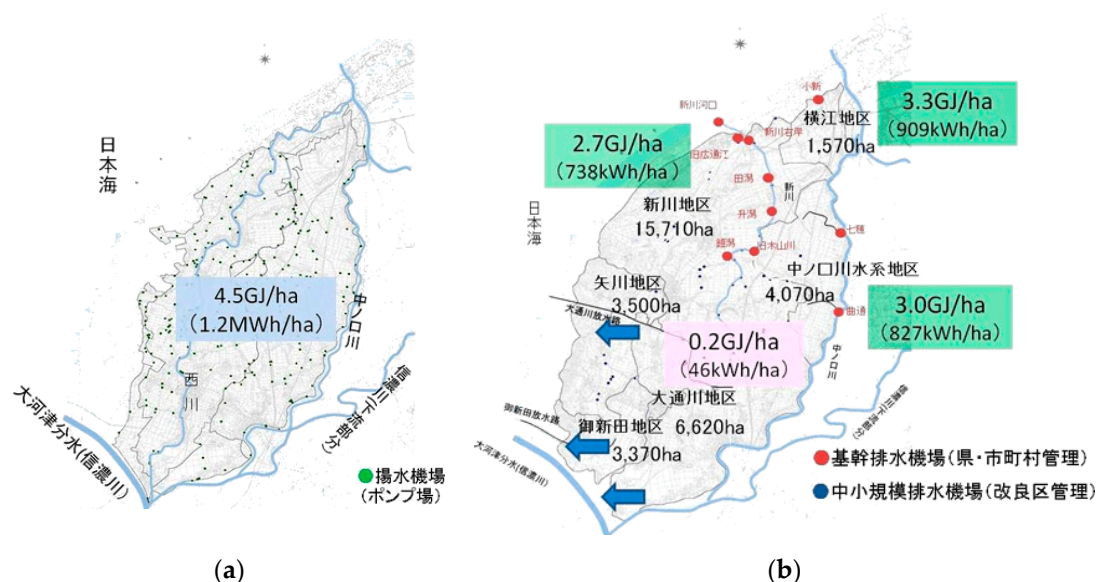 日本海
4.5GJ/ha
(1.2MWh/ha)
中ノ口川
西川
信濃川(下流部分)
大河津分水(信濃川)
揚水機場
(ポンプ場)
(a)
小新
3.3GJ/ha
(909kWh/ha)
新川河口
横江地区
1,570ha
新川右岸
2.7GJ/ha
(738kWh/ha)
旧広通江
田潟
新川
日本海
新川地区
15,710ha
升潟
七穂
旧木山川
中ノ口川水系地区
4,070ha
矢川地区
3,500ha
大通川放水路
3.0GJ/ha
(827kWh/ha)
曲通
0.2GJ/ha
(46kWh/ha)
中ノ口川
大通川地区
6,620ha
信濃川(下流部分)
御新田放水路
御新田地区
3,370ha
大河津分水(信濃川)
基幹排水機場(県・市町村管理)
中小規模排水機場(改良区管理)
(b)